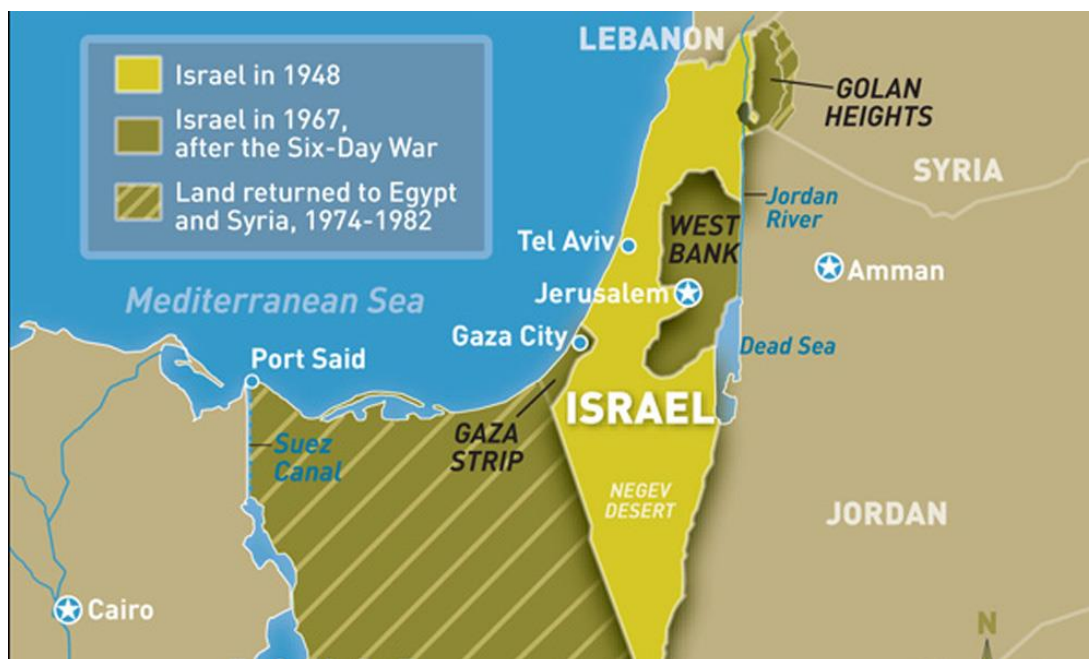 LEBANON
Israel in 1948
Israel in 1967,
after the Six-Day War
Land returned to Egypt
and Syria, 1974-1982
GOLAN
HEIGHTS
SYRIA
Jordan
River
WEST
BANK
Tel Aviv
Amman
Mediterranean Sea
Jerusalem
Gaza City
Dead Sea
Port Said
ISRAEL
GAZA
STRIP
Suez
Canal
NEGEV
DESERT
JORDAN
Cairo
N